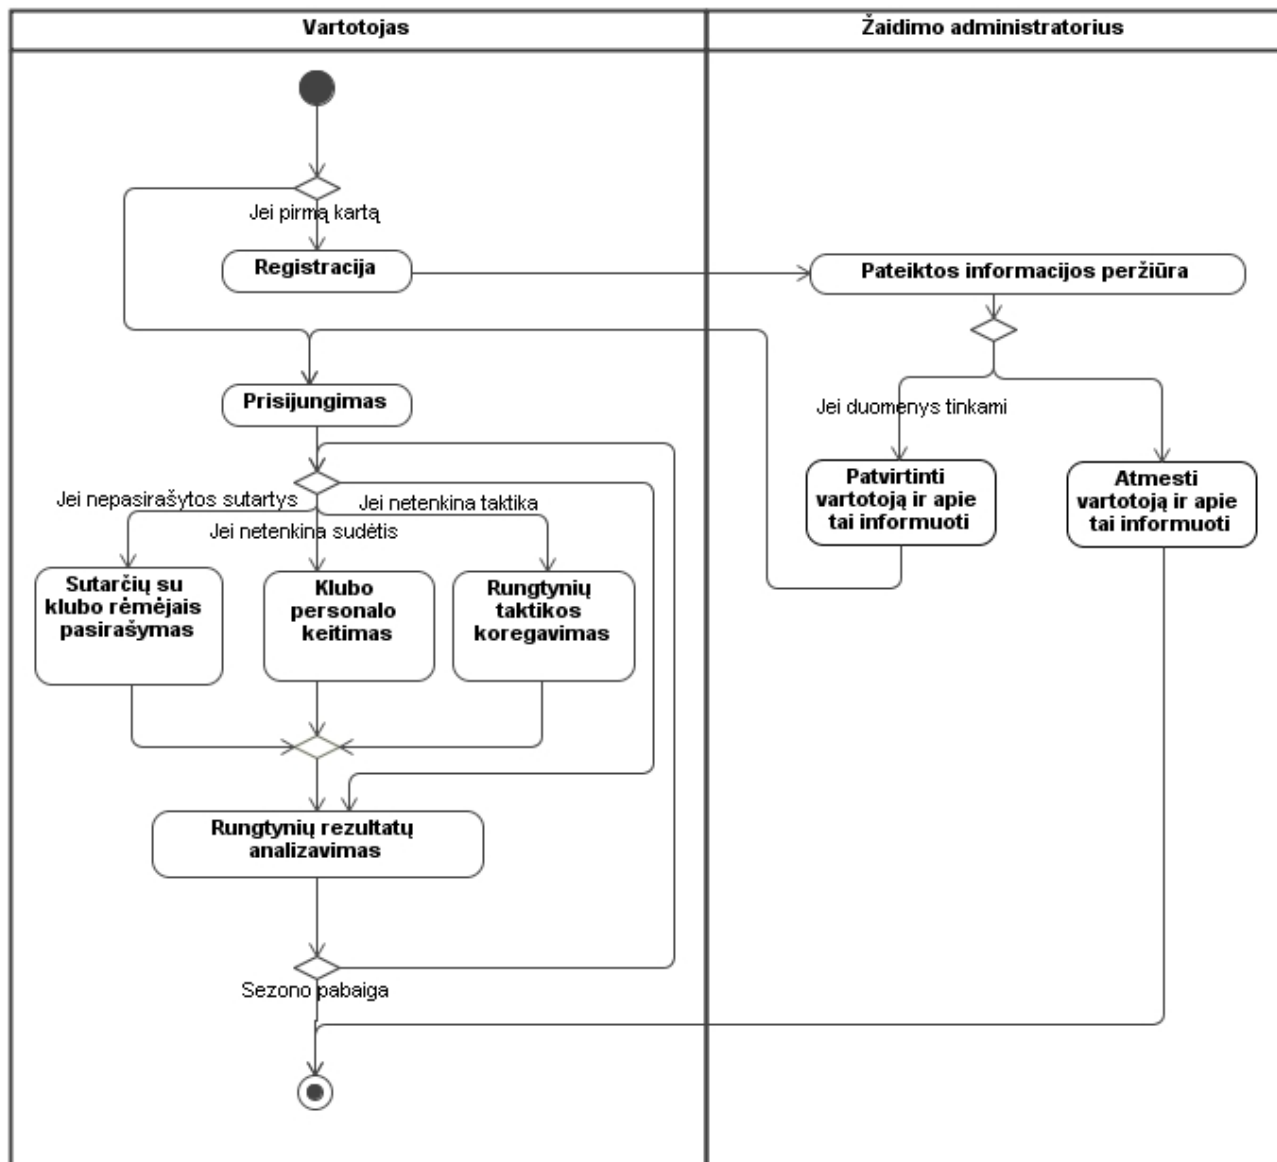 Vartotojas
Žaidimo administratorius
Jei pirmą kartą
Registracija
Pateiktos informacijos peržiūra
Prisijungimas
Jei duomenys tinkami
Patvirtinti
vartotoją ir apie
tai informuoti
Atmesti
vartotoją ir apie
tai informuoti
Jei nepasirašytos sutartys
Jei netenkina taktika
Jei netenkina sudėtis
Sutarčių su
klubo rėmėjais
pasirašymas
Klubo
personalo
keitimas
Rungtynių
taktikos
koregavimas
Rungtynių rezultatų
analizavimas
Sezono pabaiga